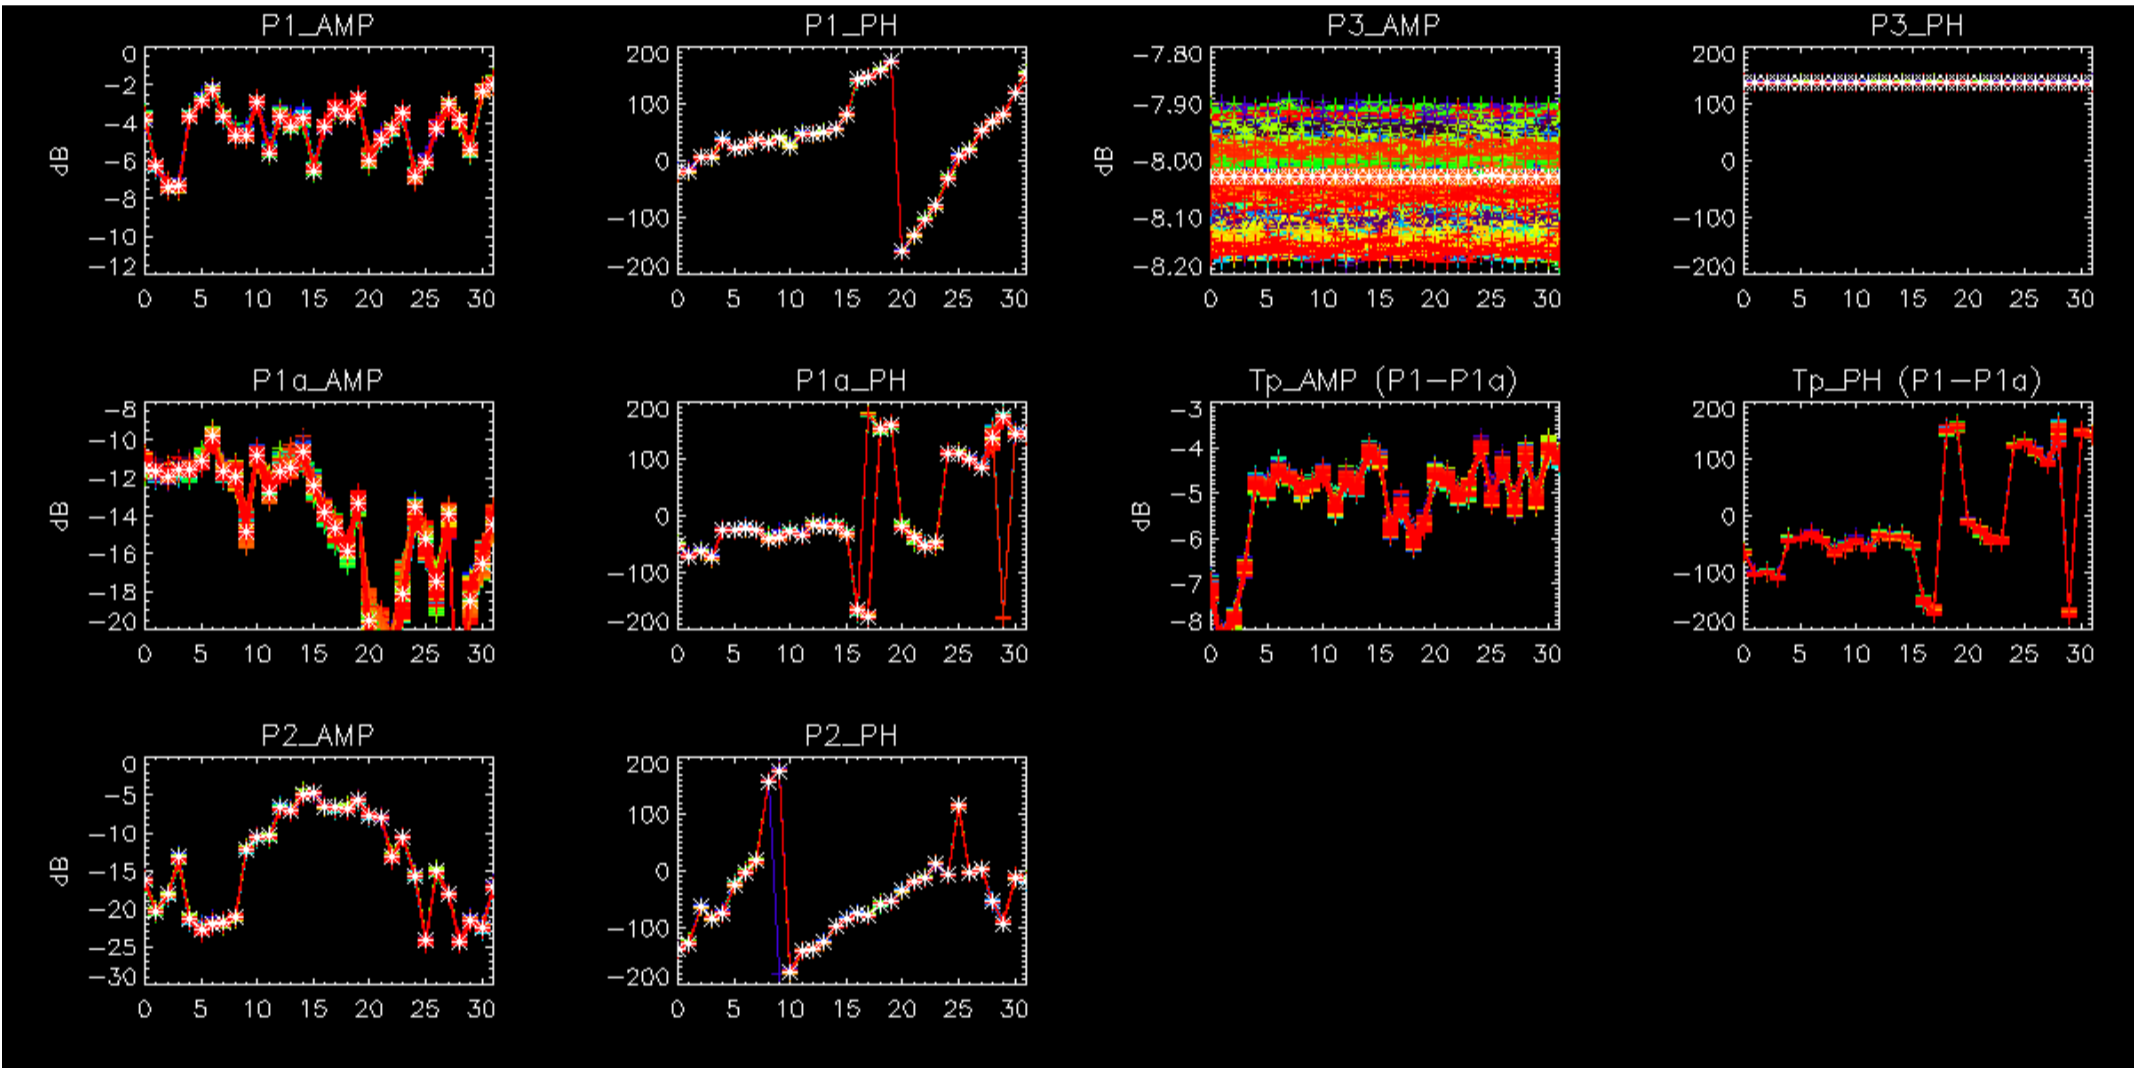 P1_AMP
P1_PH
P3_AMP
P3_PH
0
−2
−4
−6
−8
−10
−12
dB
0 5 10 15 20 25 30
200
100
0
−100
−200
0 5 10 15 20 25 30
−7.80
−7.90
−8.00
−8.10
−8.20
dB
0 5 10 15 20 25 30
200
100
0
−100
−200
0 5 10 15 20 25 30
P1a_AMP
P1a_PH
Tp_AMP (P1−P1a)
Tp_PH (P1−P1a)
−8
−10
−12
−14
−16
−18
−20
dB
0 5 10 15 20 25 30
200
100
0
−100
−200
0 5 10 15 20 25 30
−3
−4
−5
−6
−7
−8
dB
0 5 10 15 20 25 30
200
100
0
−100
−200
0 5 10 15 20 25 30
P2_AMP
P2_PH
0
−5
−10
−15
−20
−25
−30
dB
0 5 10 15 20 25 30
200
100
0
−100
−200
0 5 10 15 20 25 30